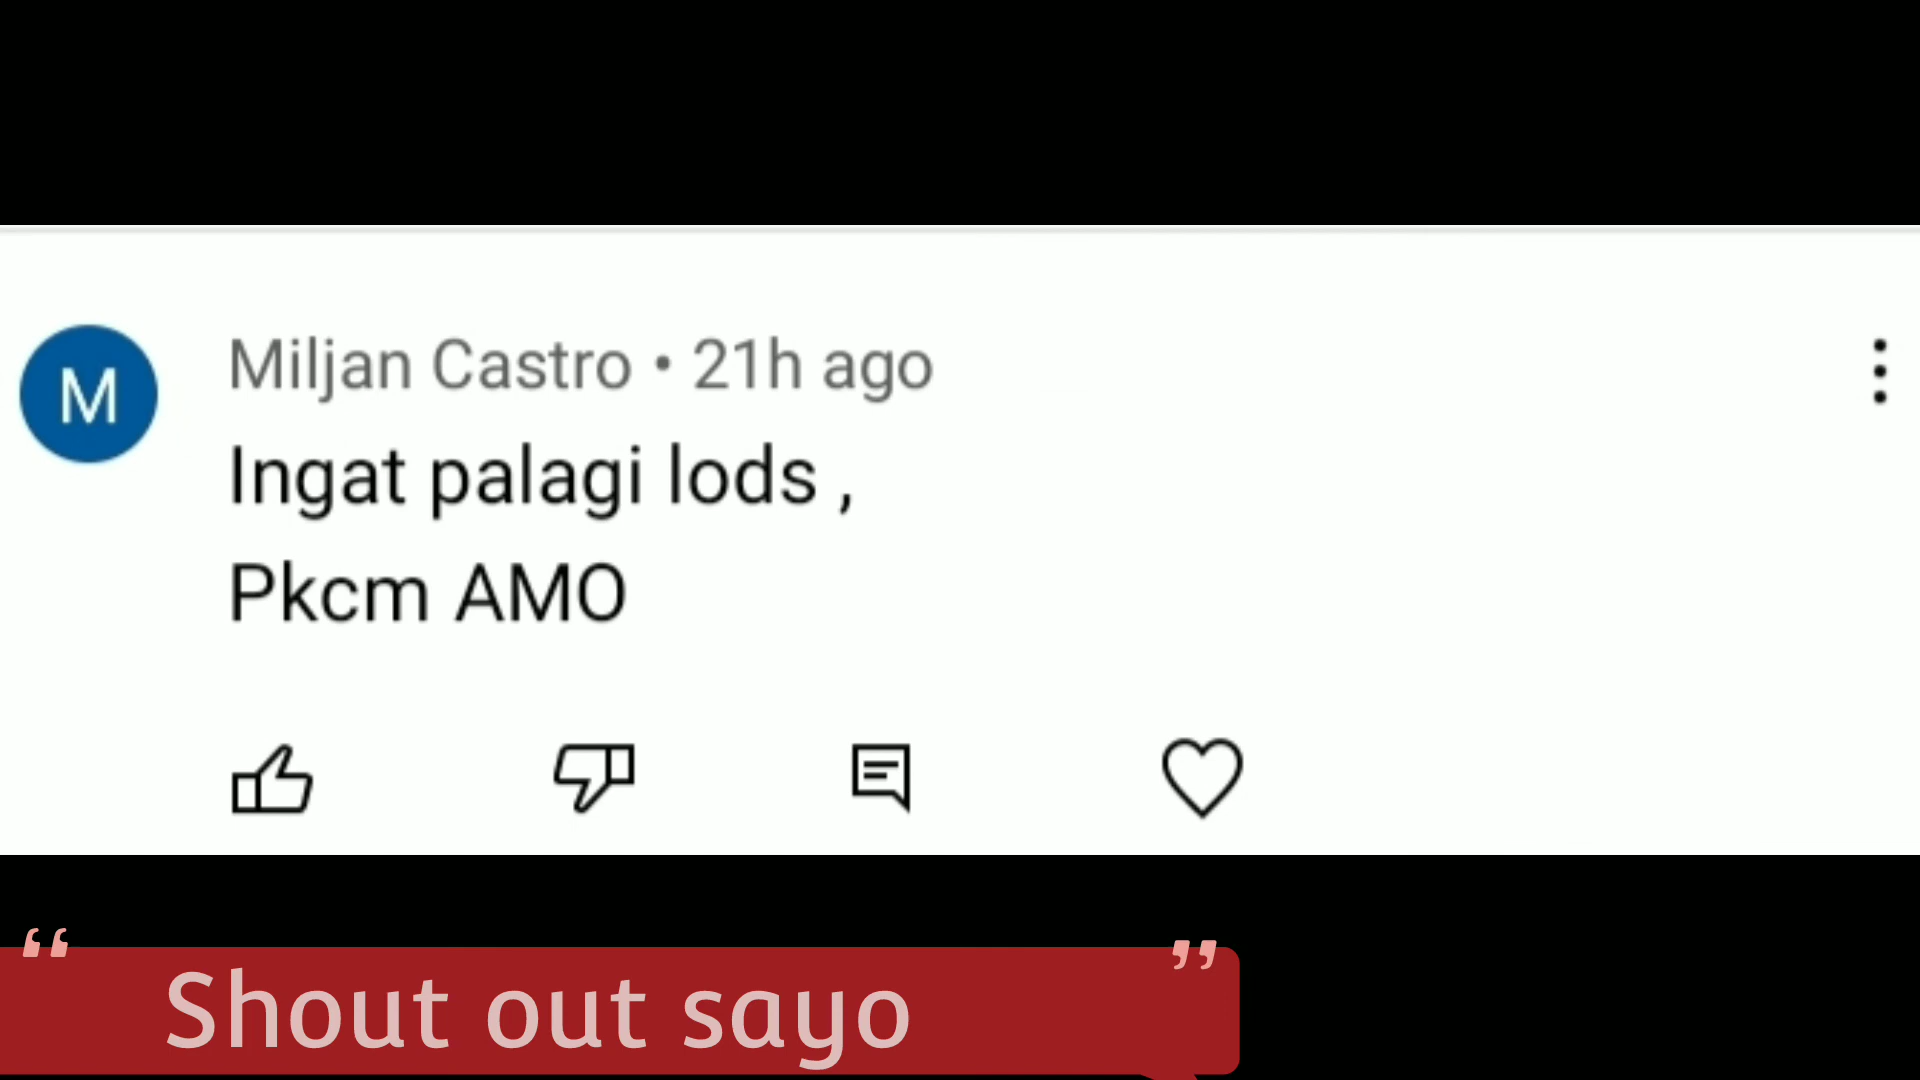 M
Miljan Castro • 21h ago
Ingat palagi lods ,
Pkcm AMO
“ Shout out sayo ”